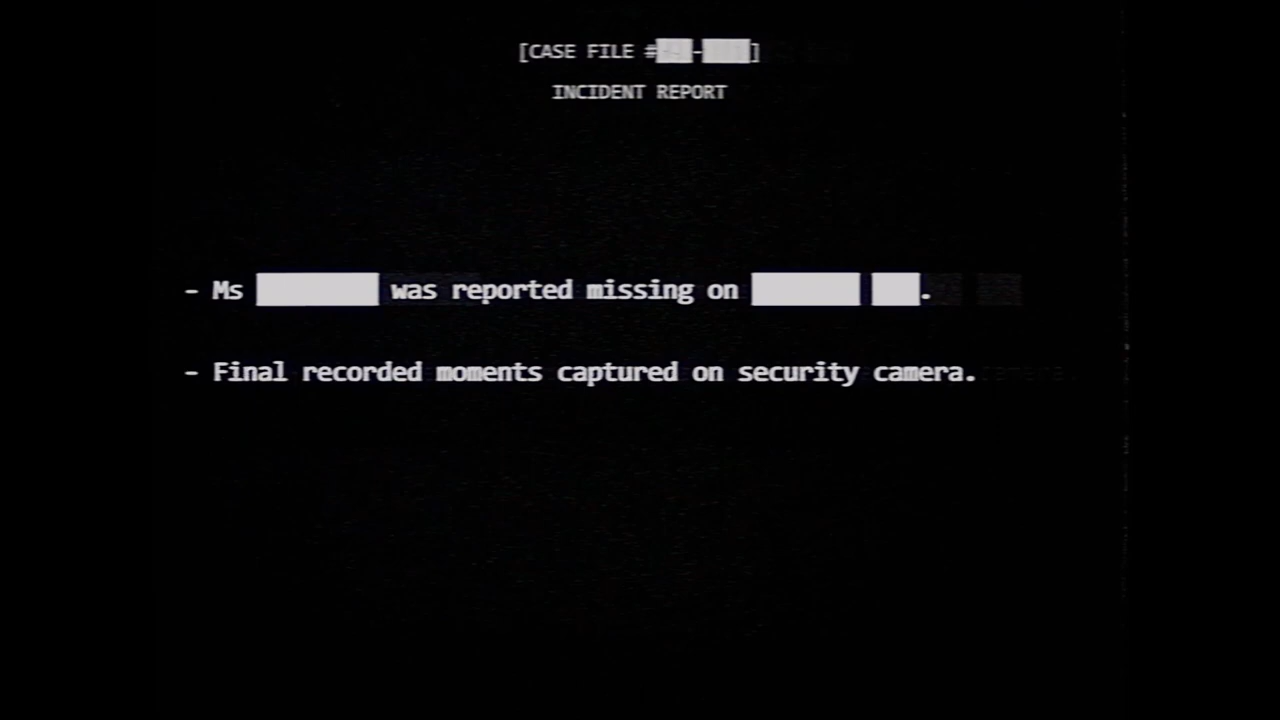 [CASE FILE #██-███]
INCIDENT REPORT
- Ms ████████ was reported missing on ███████ ███.
- Final recorded moments captured on security camera.